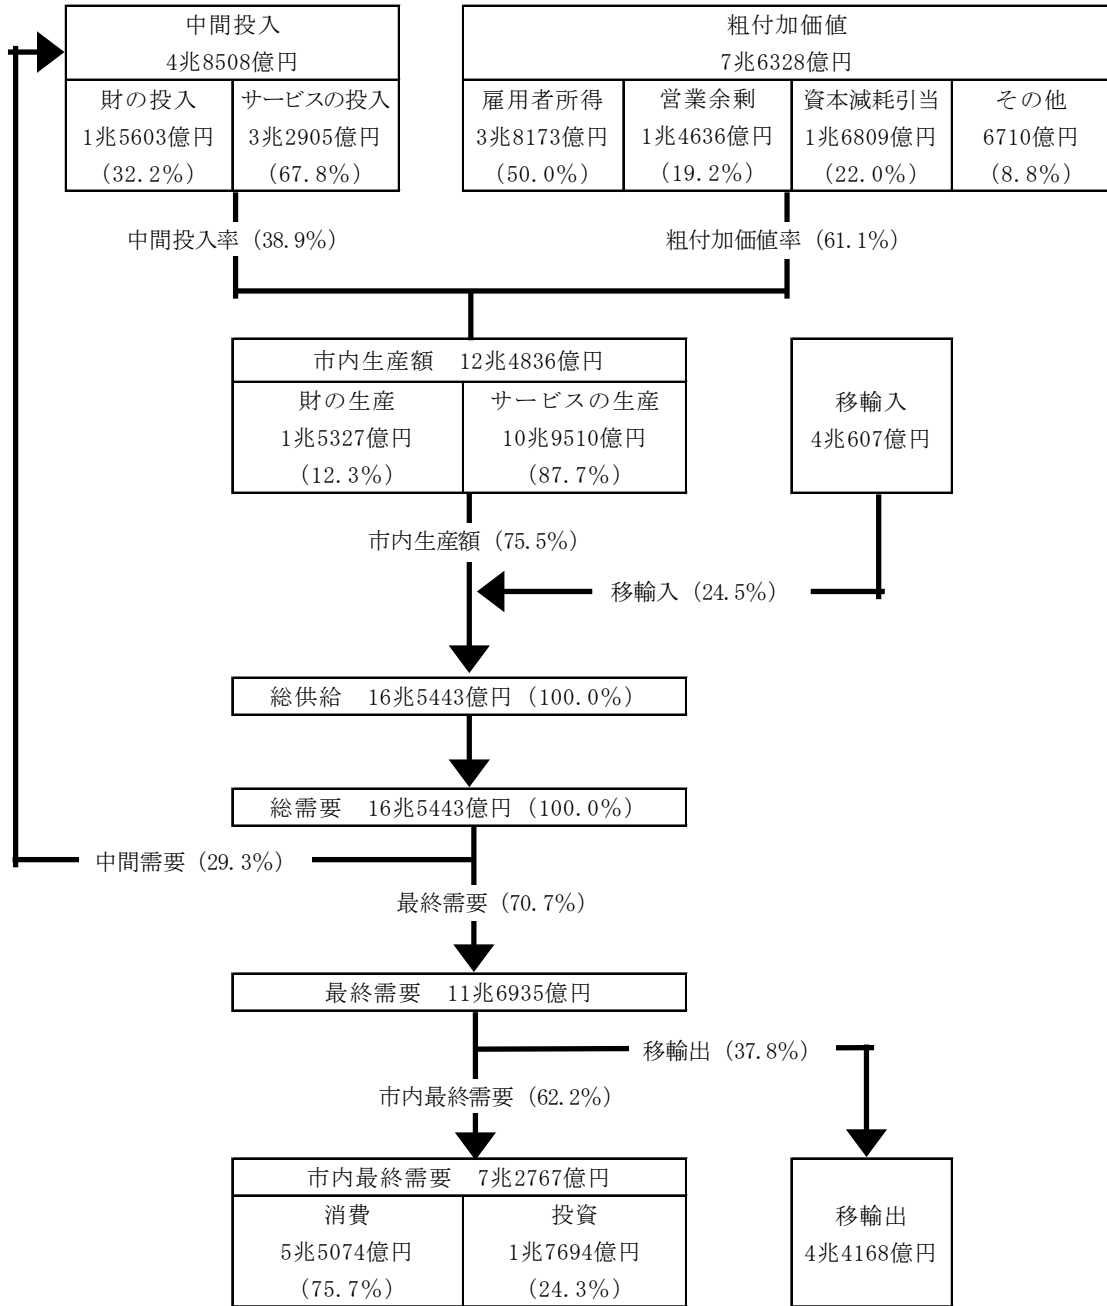 中間投入
4兆8508億円
財の投入
1兆5603億円
(32.2%)
サービスの投入
3兆2905億円
(67.8%)
粗付加価値
7兆6328億円
雇用者所得
3兆8173億円
(50.0%)
営業余剰
1兆4636億円
(19.2%)
資本減耗引当
1兆6809億円
(22.0%)
その他
6710億円
(8.8%)
中間投入率 (38.9%)
粗付加価値率 (61.1%)
市内生産額 12兆4836億円
財の生産
1兆5327億円
(12.3%)
サービスの生産
10兆9510億円
(87.7%)
移輸入
4兆607億円
市内生産額 (75.5%)
移輸入 (24.5%)
総供給 16兆5443億円 (100.0%)
総需要 16兆5443億円 (100.0%)
中間需要 (29.3%)
最終需要 (70.7%)
最終需要 11兆6935億円
移輸出 (37.8%)
市内最終需要 (62.2%)
市内最終需要 7兆2767億円
消費
5兆5074億円
(75.7%)
投資
1兆7694億円
(24.3%)
移輸出
4兆4168億円